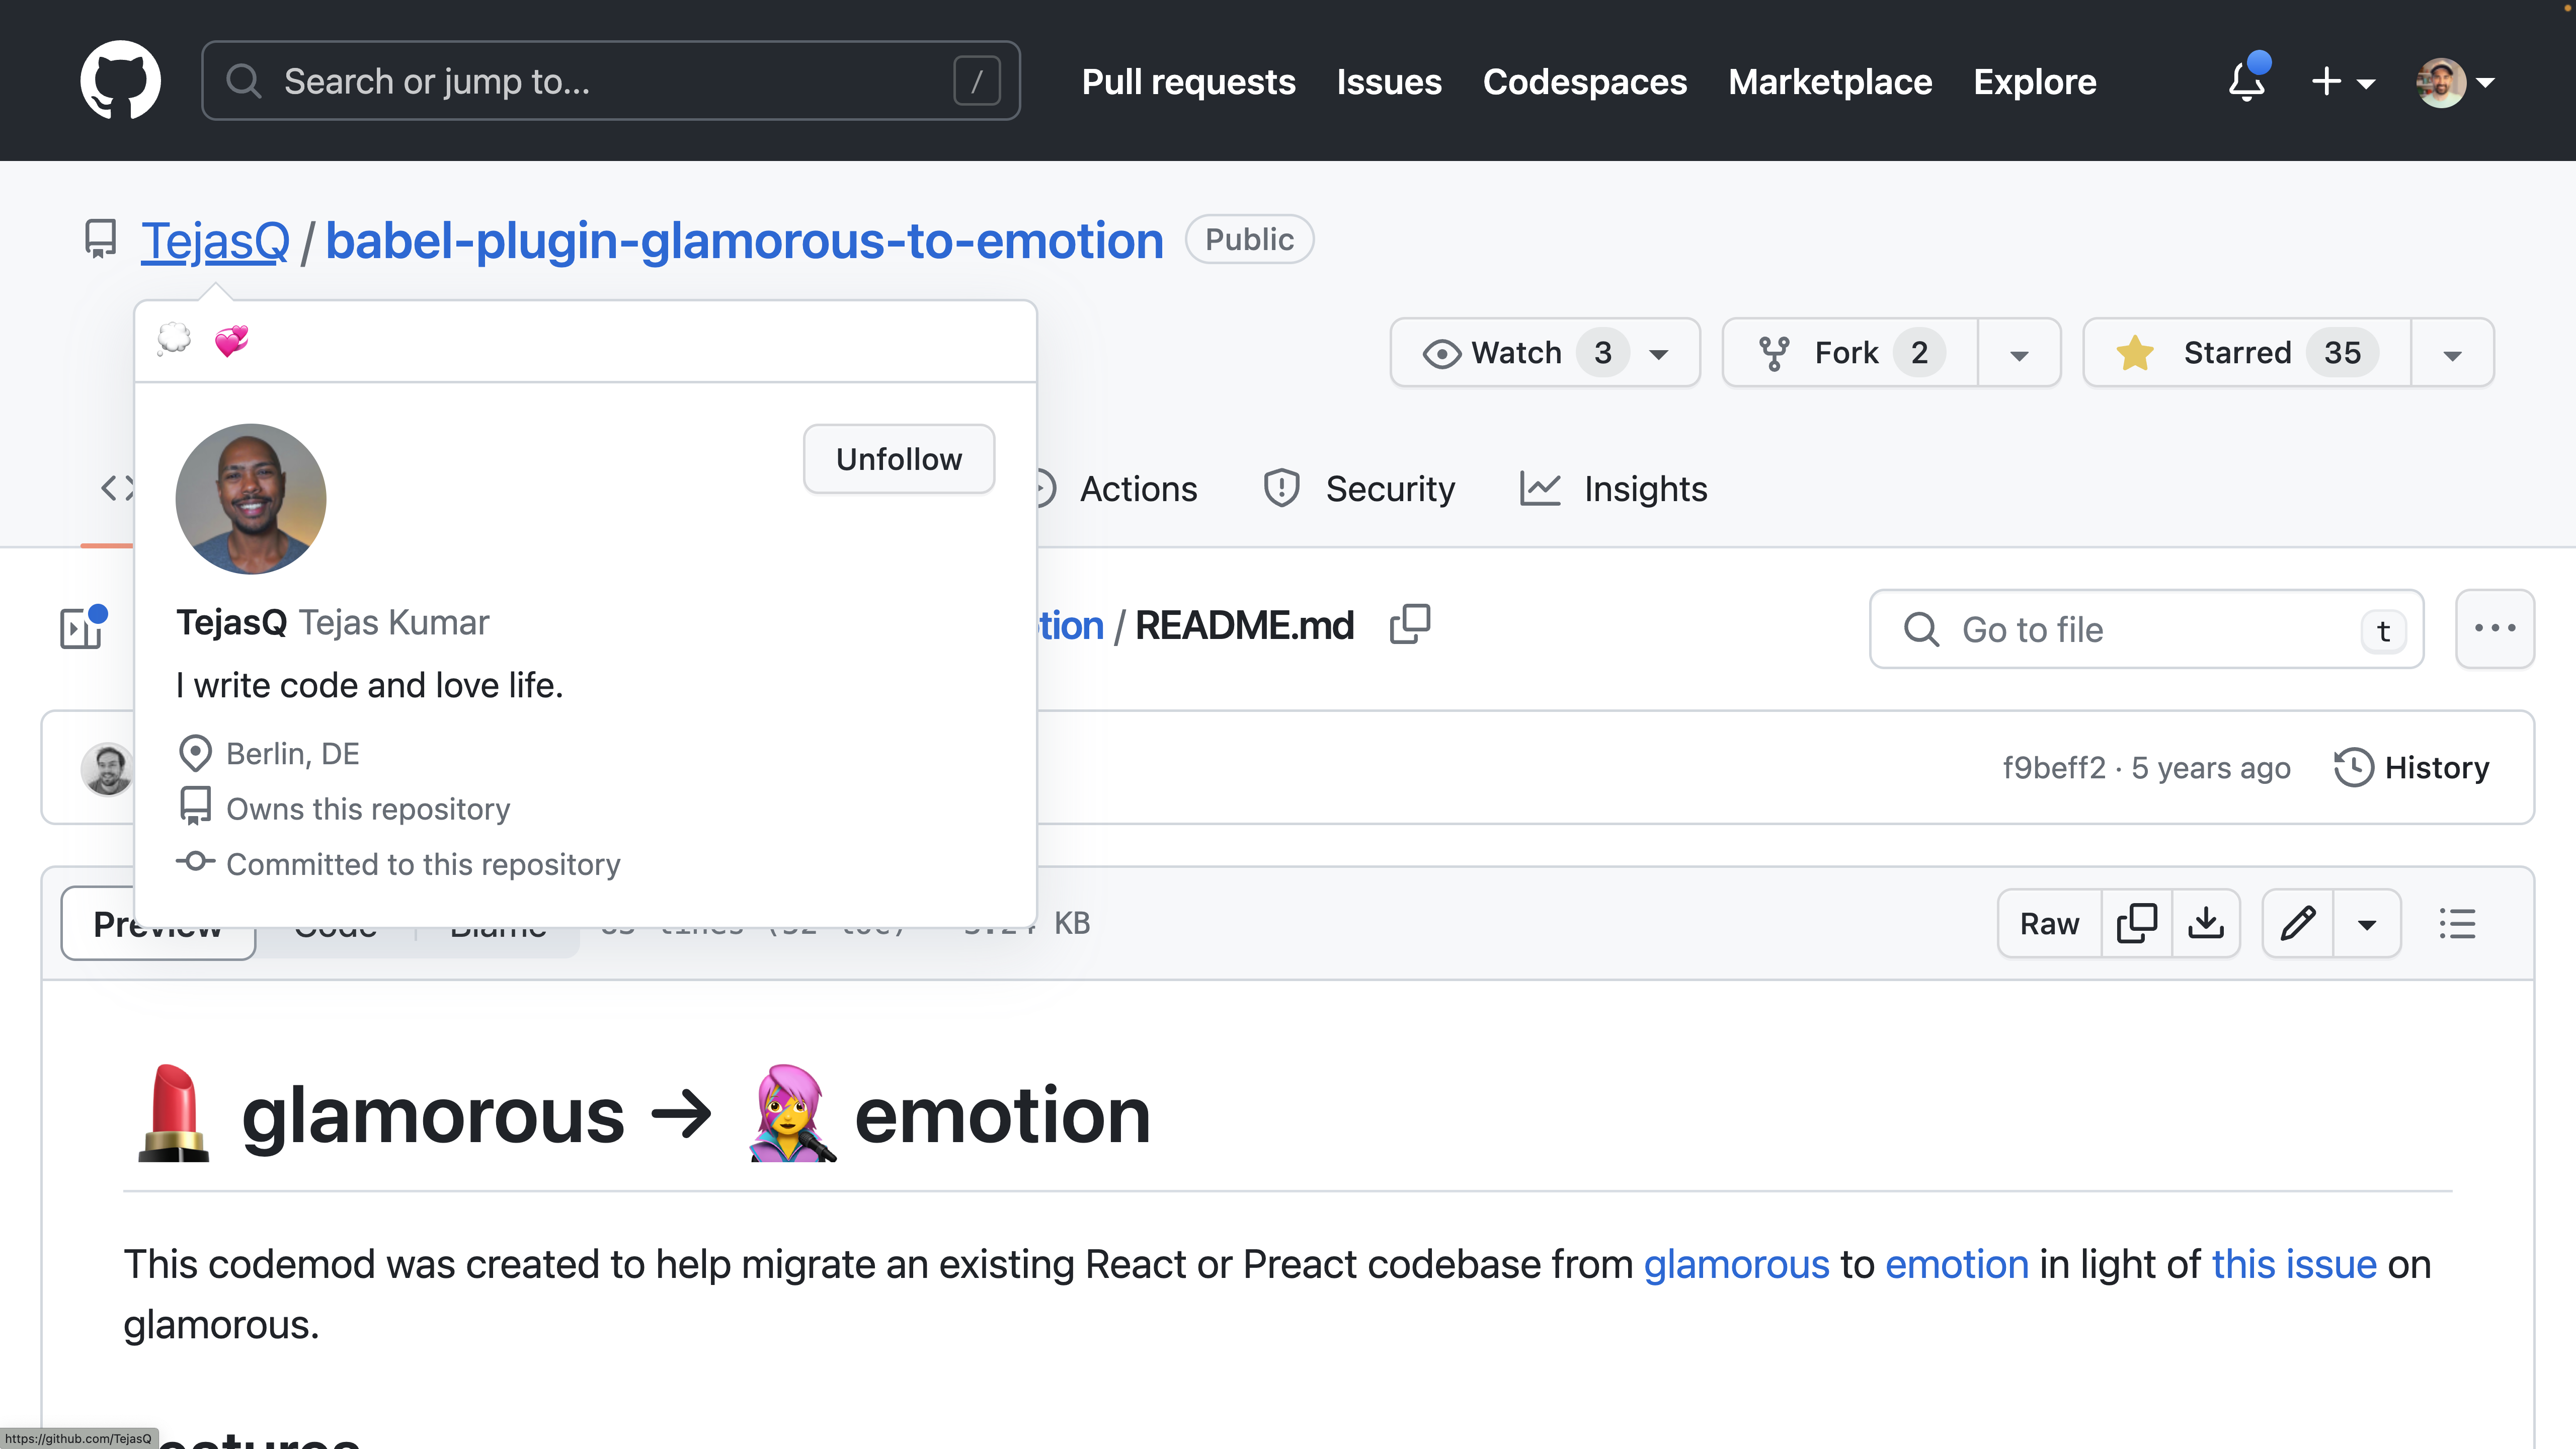 Search or jump to...
/
Pull requests
Issues
Codespaces
Marketplace
Explore
TejasQ / babel-plugin-glamorous-to-emotion
Public
Watch 3
Fork 2
Starred 35
Unfollow
Actions
Security
Insights
TejasQ Tejas Kumar
I write code and love life.
Berlin, DE
Owns this repository
Committed to this repository
tion / README.md
Go to file
t
f9beff2 · 5 years ago
History
Preview
Code
Blame
KB
Raw
glamorous → emotion
This codemod was created to help migrate an existing React or Preact codebase from glamorous to emotion in light of this issue on
glamorous.
https://github.com/TejasQ